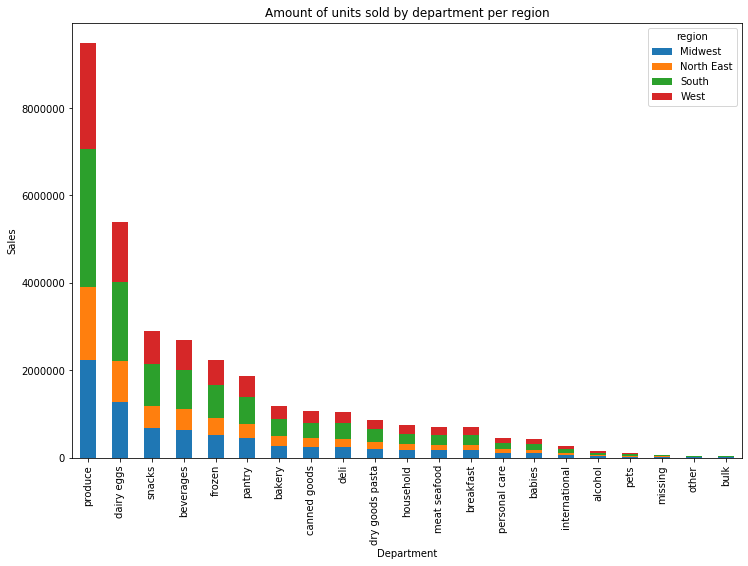 Amount of units sold by department per region
region
Midwest
North East
South
West
Sales
8000000
6000000
4000000
2000000
0
produce
dairy eggs
snacks
beverages
frozen
pantry
bakery
canned goods
deli
dry goods pasta
household
meat seafood
breakfast
personal care
babies
international
alcohol
pets
missing
other
bulk
Department